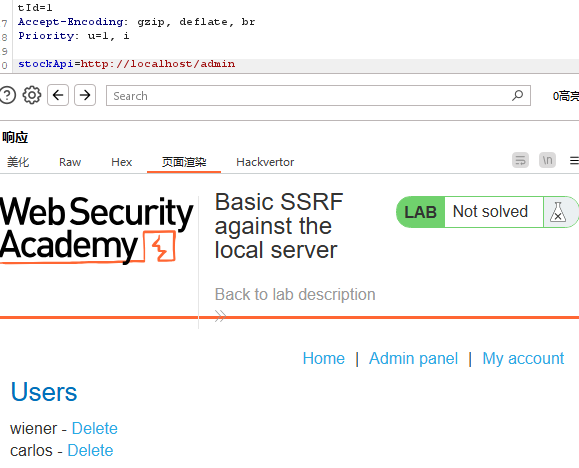 tId=1
7 Accept-Encoding: gzip, deflate, br
8 Priority: u=1, i
9
0 stockApi=http://localhost/admin
Search
0高亮
响应
美化 Raw Hex 页面渲染 Hackvertor \n
Web Security
Academy
Basic SSRF
against the
local server
LAB Not solved
Back to lab description
Home | Admin panel | My account
Users
wiener - Delete
carlos - Delete